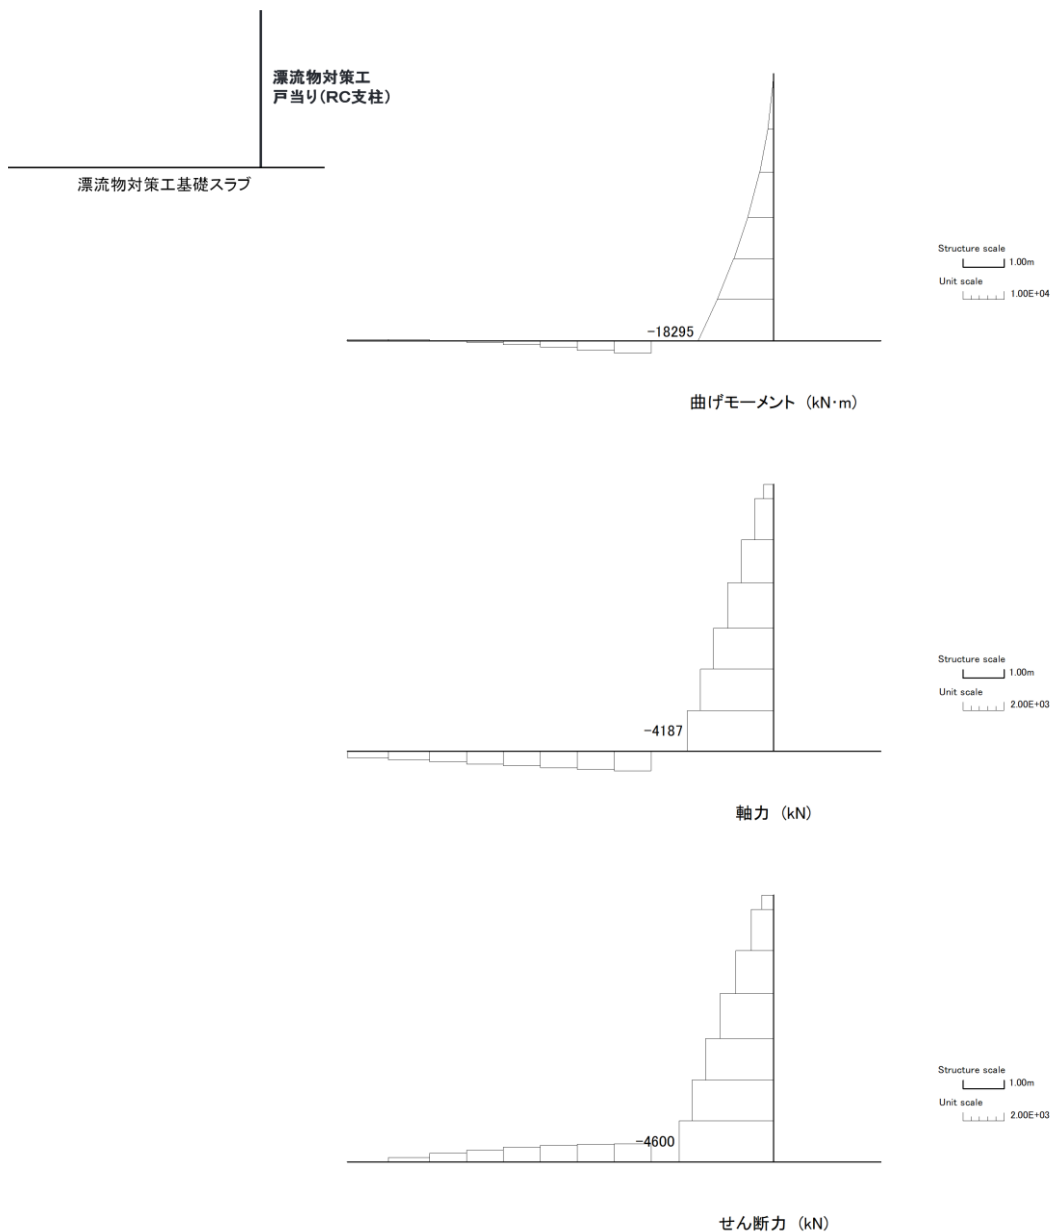 漂流物対策工
戸当り(RC支柱)
漂流物対策工基礎スラブ
Structure scale
1.00m
Unit scale
1.00E+04
-18295
曲げモーメント (kN·m)
Structure scale
1.00m
Unit scale
2.00E+03
-4187
軸力 (kN)
Structure scale
1.00m
Unit scale
2.00E+03
-4600
せん断力 (kN)